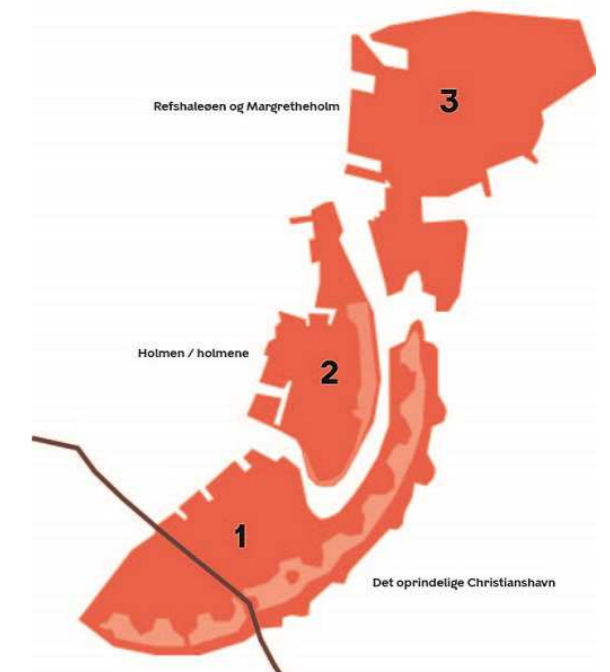 3
Refshaleøen og Margretheholm
Holmen / holmene
2
1
Det oprindelige Christianshavn